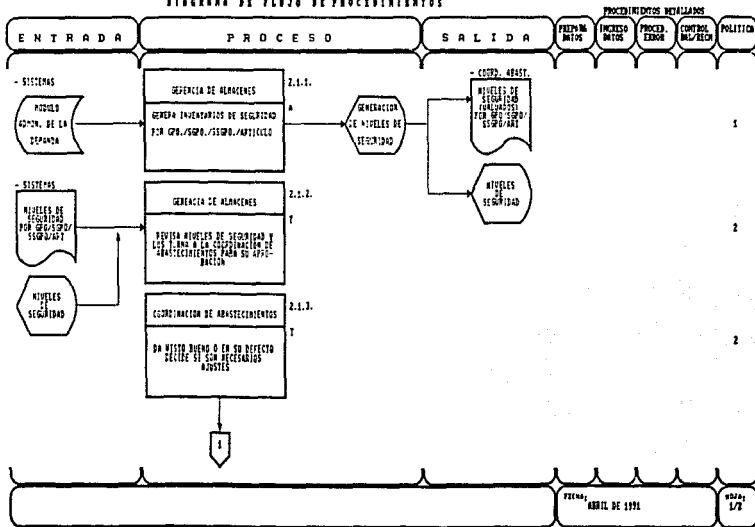 DIAGRAMA DE FLUJO DE PROCEDIMIENTOS
PROCEDIMIENTOS DETALLADOS
ENTRADA
PROCESO
SALIDA
PREPARA
DATOS
INGRESO
DATOS
PROCED.
ERROR
CONTROL
BAL/RECH
POLITICA
- SISTEMAS
MODULO
ADMON. DE LA
DEMANDA
GERENCIA DE ALMACENES
2.1.1.
A
GENERA INVENTARIOS DE SEGURIDAD
POR GPO./SGPO./SSGPO./ARTICULO
GENERACION
DE NIVELES DE
SEGURIDAD
- COORD. ABAST.
NIVELES DE
SEGURIDAD
(VALUADOS)
POR GPO/SGPO/
SSGPO/ART
NIVELES
DE
SEGURIDAD
1
- SISTEMAS
NIVELES DE
SEGURIDAD
POR GPO/SGPO/
SSGPO/ART
NIVELES
DE
SEGURIDAD
GERENCIA DE ALMACENES
2.1.2.
T
REVISA NIVELES DE SEGURIDAD Y
LOS TURNA A LA COORDINACION DE
ABASTECIMIENTOS PARA SU APRO-
BACION
2
COORDINACION DE ABASTECIMIENTOS
2.1.3.
T
DA VISTO BUENO O EN SU DEFECTO
DECIDE SI SON NECESARIOS
AJUSTES
2
1
FECHA:
ABRIL DE 1991
HOJA:
1/2